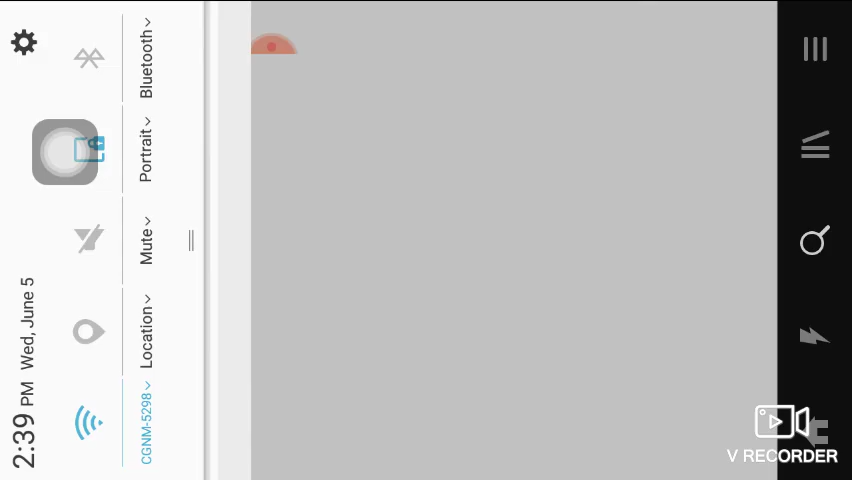 2:39 PM Wed, June 5
CGNM-5298
Location
Mute
Portrait
Bluetooth
V RECORDER